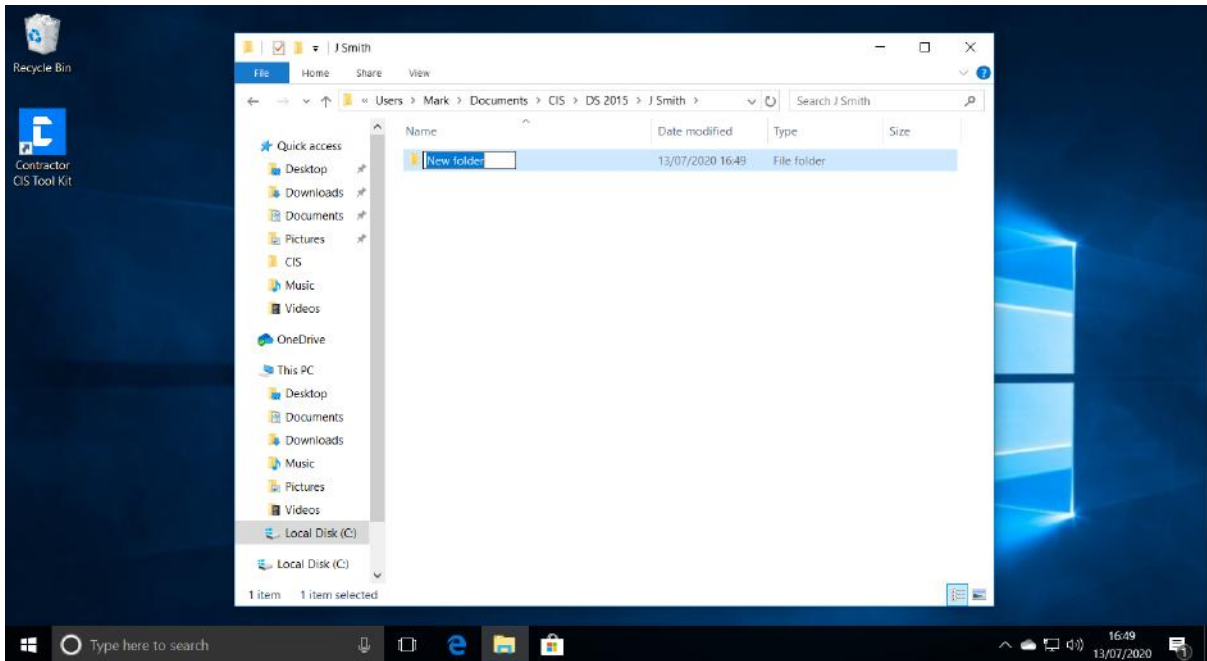 Recycle Bin
Contractor
CIS Tool Kit
J Smith
File Home Share View
« Users > Mark > Documents > CIS > DS 2015 > J Smith > Search J Smith
Name Date modified Type Size
New folder 13/07/2020 16:49 File folder
Quick access
Desktop
Downloads
Documents
Pictures
CIS
Music
Videos
OneDrive
This PC
Desktop
Documents
Downloads
Music
Pictures
Videos
Local Disk (C:)
Local Disk (C:)
1 item 1 item selected
Type here to search
16:49
13/07/2020
1